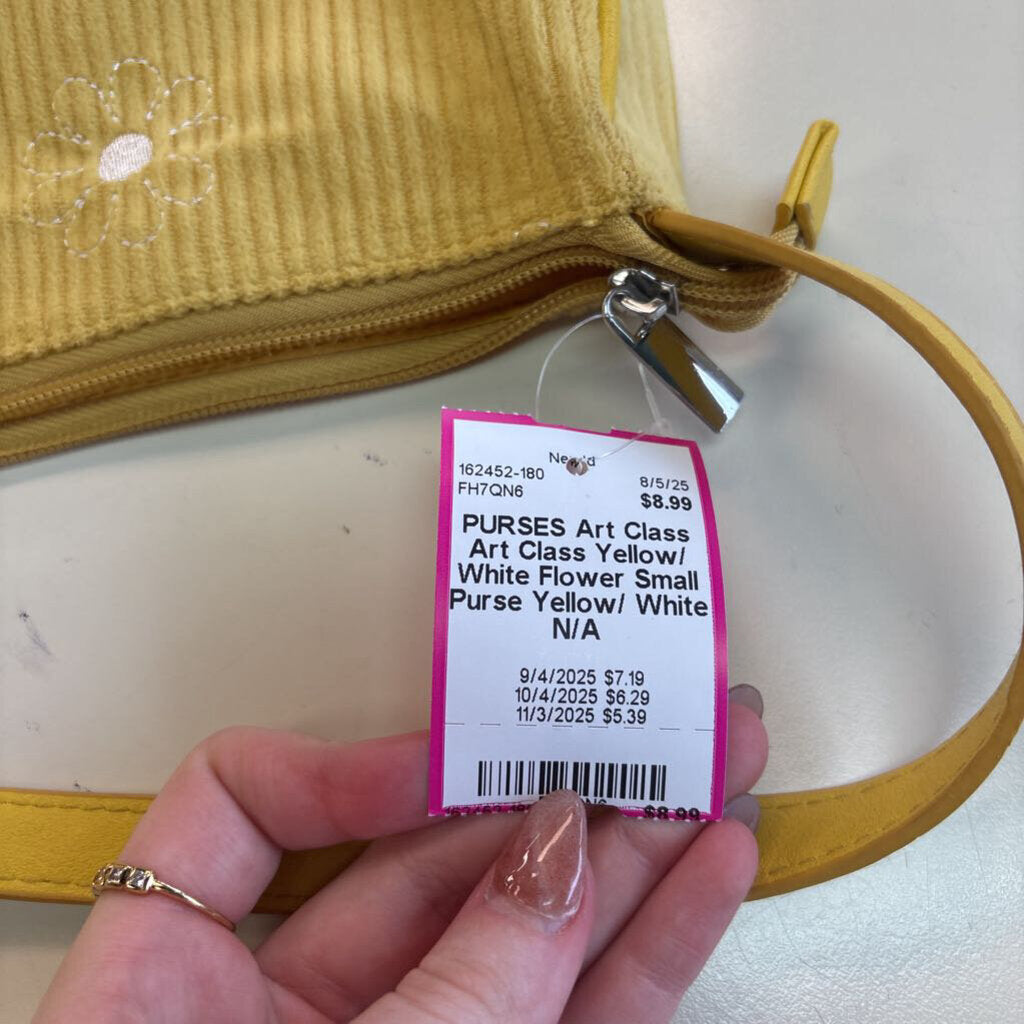 162452-180
FH7QN6
8/5/25
$8.99
PURSES Art Class
Art Class Yellow/
White Flower Small
Purse Yellow/ White
N/A
9/4/2025 $7.19
10/4/2025 $6.29
11/3/2025 $5.39
$8.99